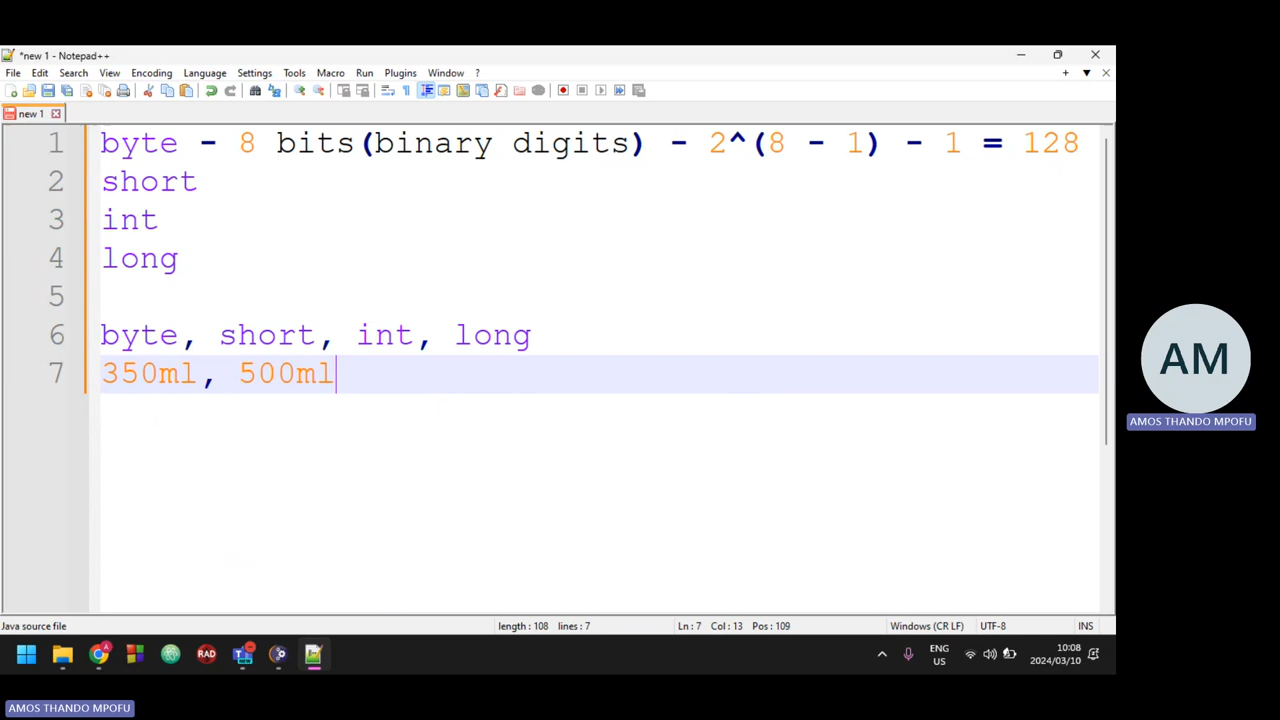 *new 1 - Notepad++
File Edit Search View Encoding Language Settings Tools Macro Run Plugins Window ?
new 1
1 byte - 8 bits(binary digits) - 2^(8 - 1) - 1 = 128
2 short
3 int
4 long
5
6 byte, short, int, long
7 350ml, 500ml
AM
AMOS THANDO MPOFU
Java source file length : 108 lines : 7 Ln : 7 Col : 13 Pos : 109 Windows (CR LF) UTF-8 INS
RAD
ENG
US
10:08
2024/03/10
AMOS THANDO MPOFU